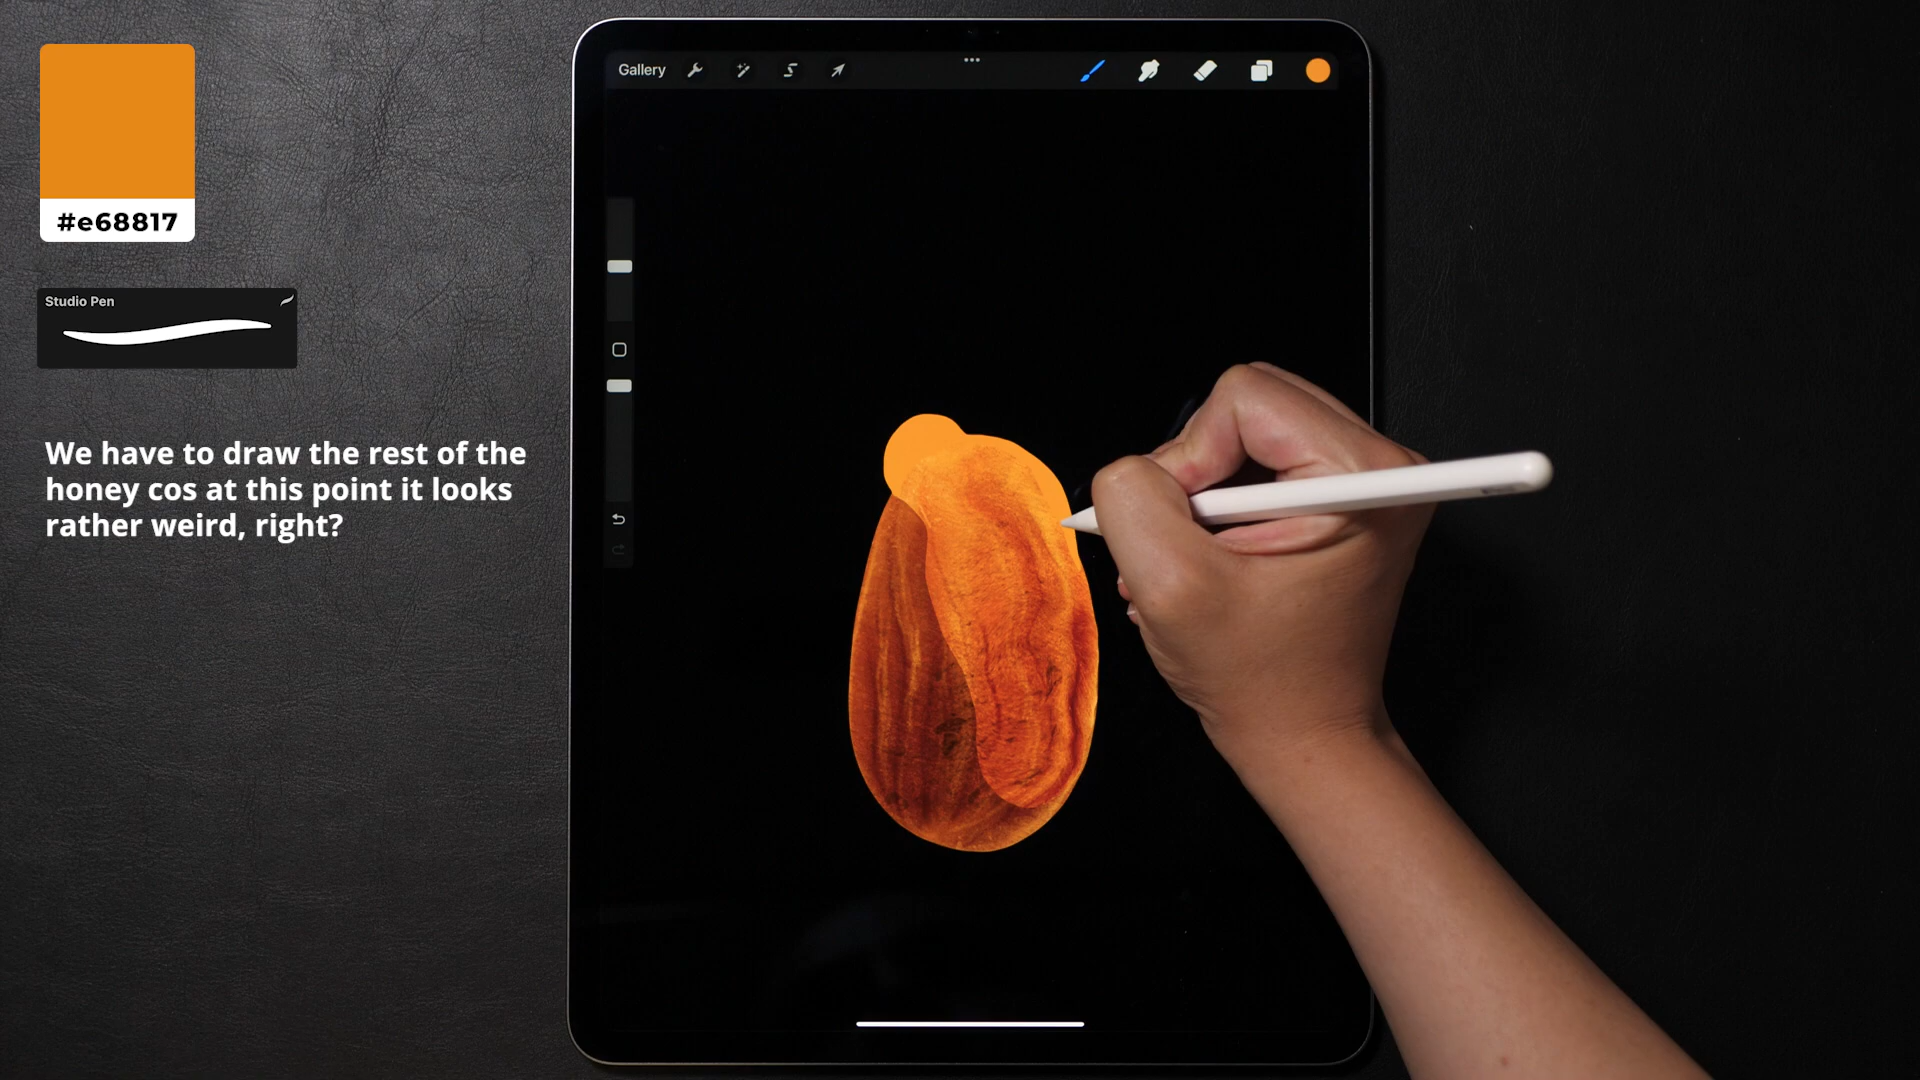 #e68817
Studio Pen
We have to draw the rest of the
honey cos at this point it looks
rather weird, right?
Gallery